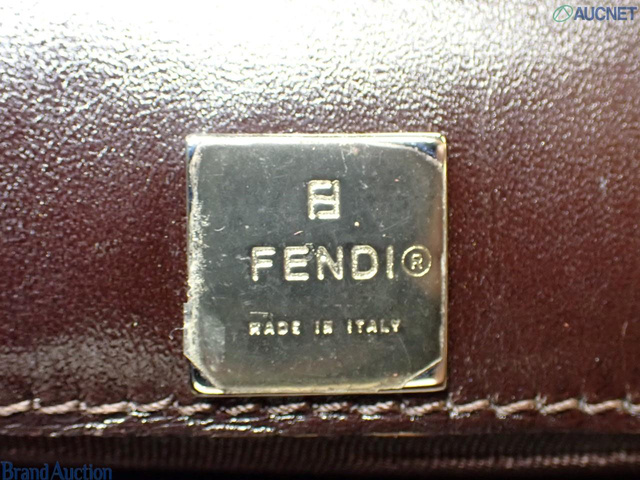 AUCNET
FENDI®
MADE IN ITALY
Brand Auction